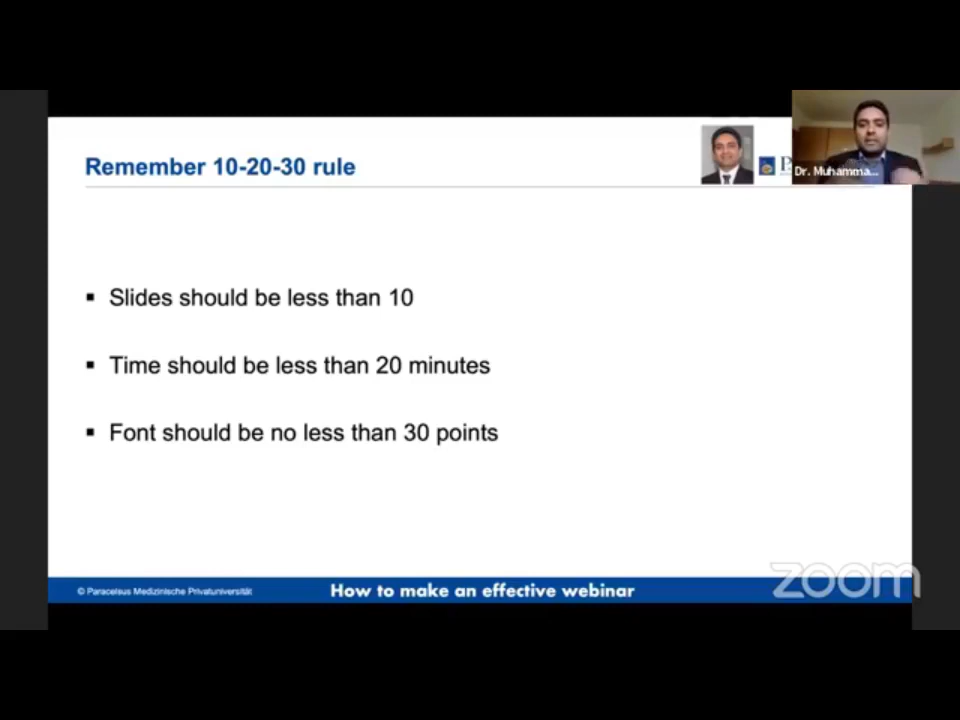 Remember 10-20-30 rule
Dr. Muhamma...
▪ Slides should be less than 10
▪ Time should be less than 20 minutes
▪ Font should be no less than 30 points
© Paracelsus Medizinische Privatuniversität
How to make an effective webinar
zoom